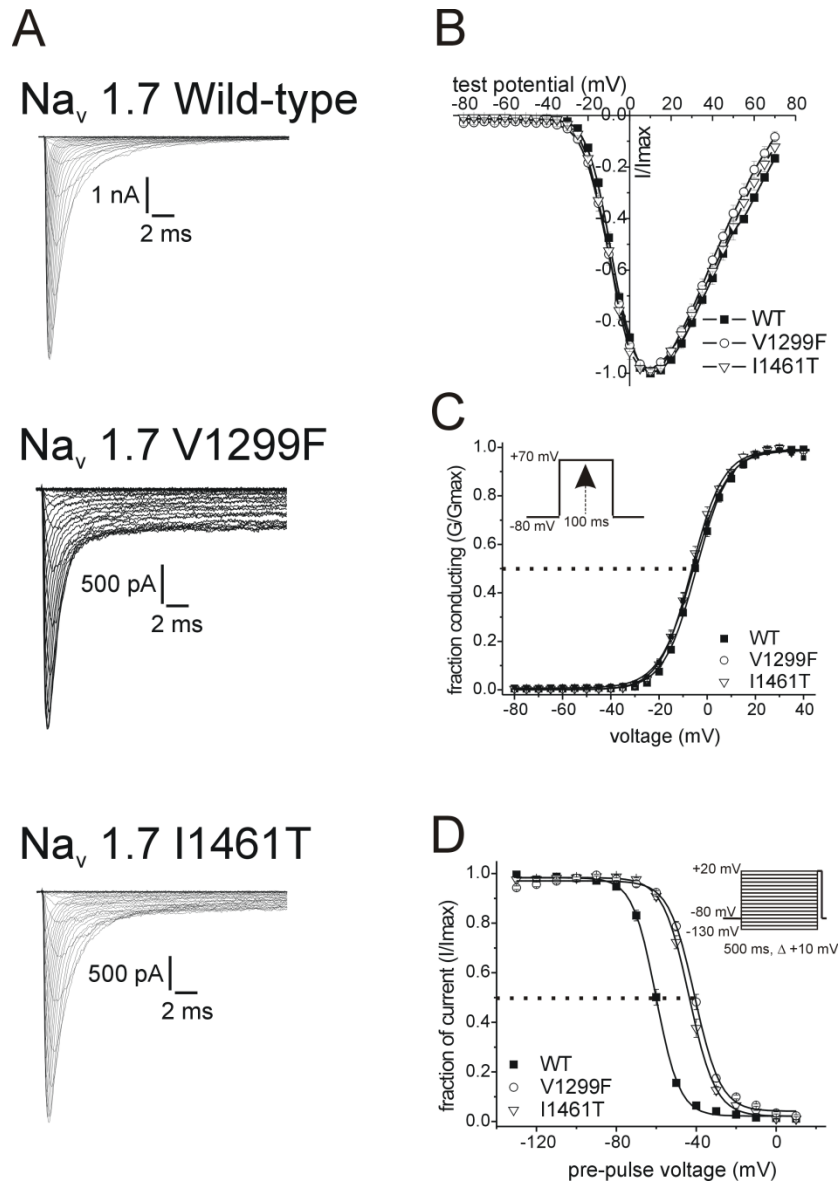 A
Nav 1.7 Wild-type
1 nA
2 ms
Nav 1.7 V1299F
500 pA
2 ms
Nav 1.7 I1461T
500 pA
2 ms
B
test potential (mV)
-80 -60 -40 -20 0 20 40 60 80
0.0
-0.2
-0.4
-0.6
-0.8
-1.0
I/Imax
WT
V1299F
I1461T
C
fraction conducting (G/Gmax)
1.0
0.8
0.6
0.4
0.2
0.0
+70 mV
-80 mV
100 ms
WT
V1299F
I1461T
-80 -60 -40 -20 0 20 40
voltage (mV)
D
fraction of current (I/Imax)
1.0
0.8
0.6
0.4
0.2
0.0
+20 mV
-80 mV
-130 mV
500 ms, Δ +10 mV
WT
V1299F
I1461T
-120 -80 -40 0
pre-pulse voltage (mV)